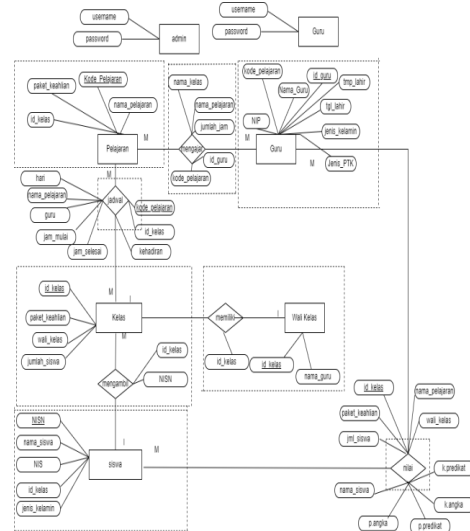 username
password
admin
username
password
Guru
Kode_Pelajaran
paket_keahlian
nama_pelajaran
id_kelas
Pelajaran
M
nama_kelas
nama_pelajaran
jumlah_jam
mengajar
id_guru
kode_pelajaran
M
kode_pelajaran
id_guru
tmp_lahir
Nama_Guru
tgl_lahir
NIP
jenis_kelamin
Guru
Jenis_PTK
M
M
hari
nama_pelajaran
jadwal
kode_pelajaran
guru
id_kelas
jam_mulai
jam_selesai
kehadiran
M
I
id_kelas
paket_keahlian
Kelas
wali_kelas
jumlah_siswa
M
memiliki
I
Wali Kelas
id_kelas
id_kelas
nama_guru
mengambil
id_kelas
NISN
I
NISN
nama_siswa
NIS
siswa
M
id_kelas
jenis_kelamin
id_kelas
nama_pelajaran
paket_keahlian
wali_kelas
jml_siswa
nilai
k.predikat
nama_siswa
k.angka
p.angka
p.predikat